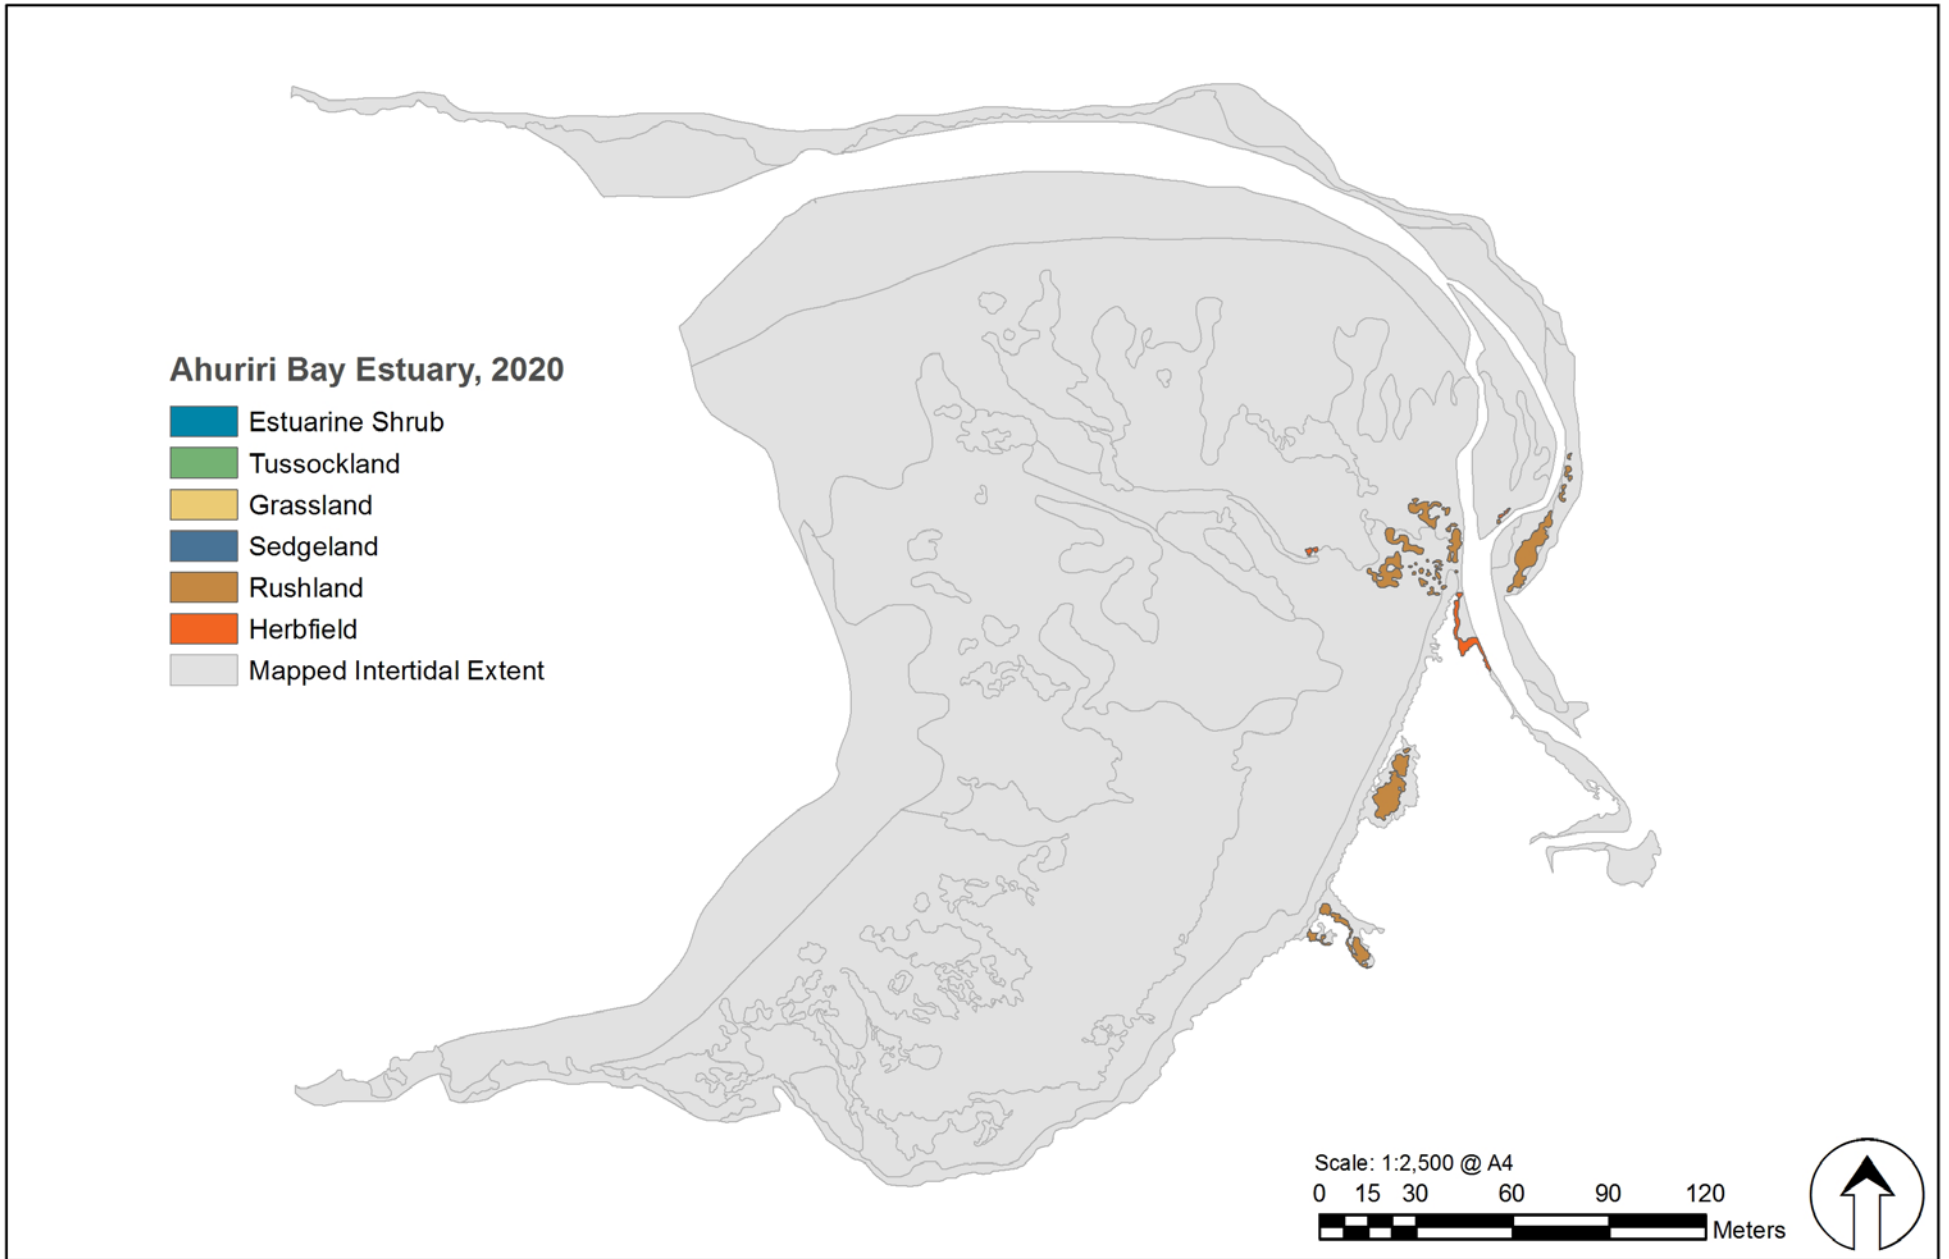 Ahuriri Bay Estuary, 2020
Estuarine Shrub
Tussockland
Grassland
Sedgeland
Rushland
Herbfield
Mapped Intertidal Extent
Scale: 1:2,500 @ A4
0 15 30 60 90 120
Meters